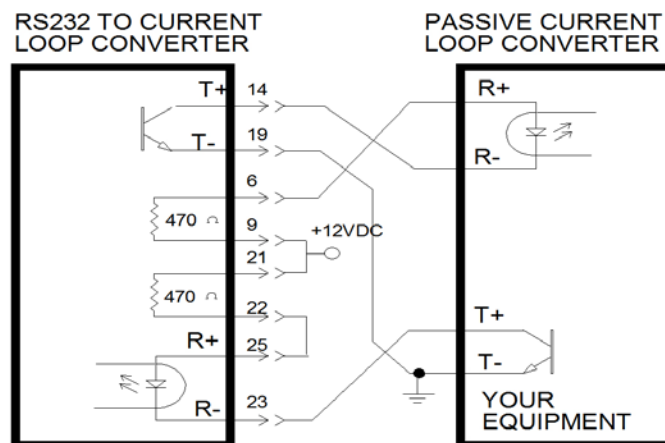 RS232 TO CURRENT
LOOP CONVERTER
PASSIVE CURRENT
LOOP CONVERTER
T+
14
R+
T-
19
R-
6
470 Ω
9
+12VDC
21
470 Ω
22
T+
R+
25
T-
R-
23
YOUR
EQUIPMENT